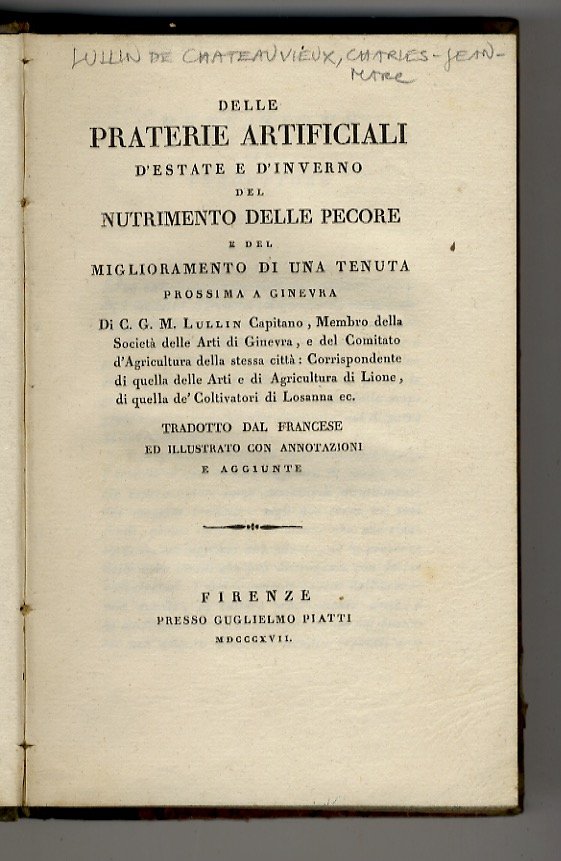 LULLIN DE CHATEAUVIEUX, CHARLES-JEAN-
MARC
DELLE
PRATERIE ARTIFICIALI
D'ESTATE E D'INVERNO
DEL
NUTRIMENTO DELLE PECORE
E DEL
MIGLIORAMENTO DI UNA TENUTA
PROSSIMA A GINEVRA
Di C. G. M. LULLIN Capitano, Membro della
Società delle Arti di Ginevra, e del Comitato
d'Agricultura della stessa città: Corrispondente
di quella delle Arti e di Agricultura di Lione,
di quella de' Coltivatori di Losanna ec.
TRADOTTO DAL FRANCESE
ED ILLUSTRATO CON ANNOTAZIONI
E AGGIUNTE
FIRENZE
PRESSO GUGLIELMO PIATTI
MDCCCXVII.